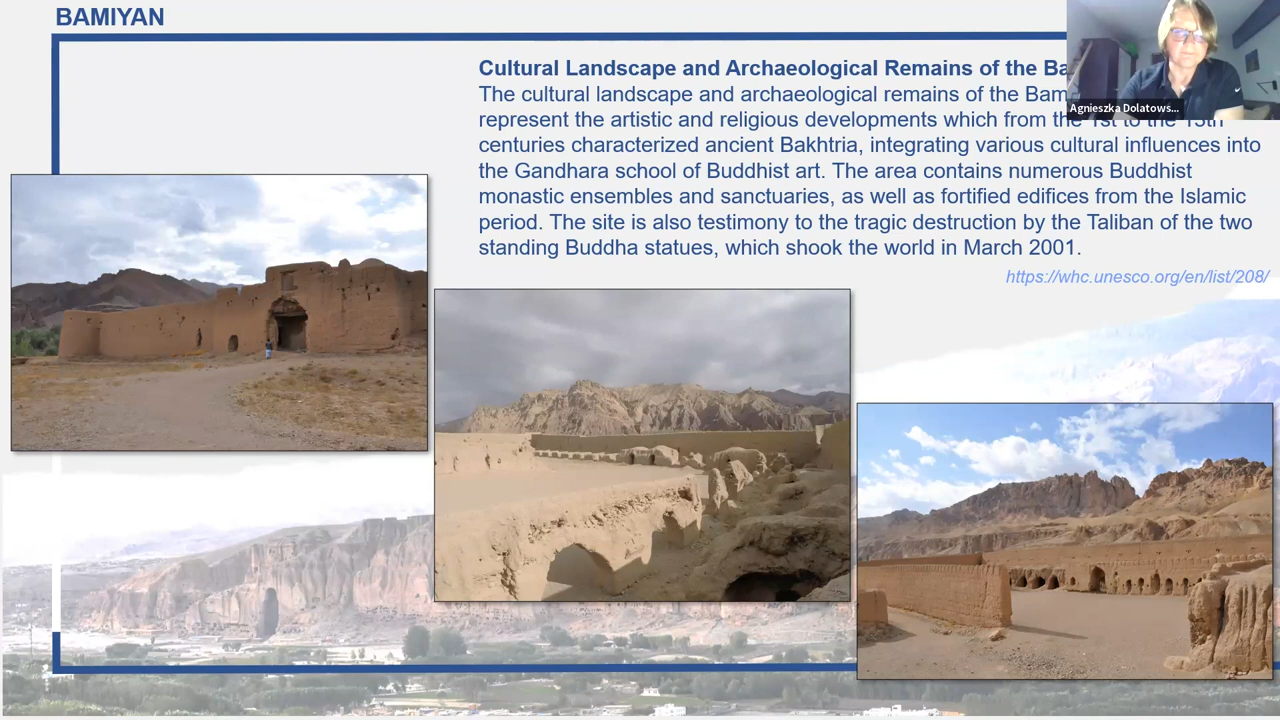 BAMIYAN
Cultural Landscape and Archaeological Remains of the
The cultural landscape and archaeological remains of the
represent the artistic and religious developments which from the 1st to the 13th
centuries characterized ancient Bakhtria, integrating various cultural influences into
the Gandhara school of Buddhist art. The area contains numerous Buddhist
monastic ensembles and sanctuaries, as well as fortified edifices from the Islamic
period. The site is also testimony to the tragic destruction by the Taliban of the two
standing Buddha statues, which shook the world in March 2001.
https://whc.unesco.org/en/list/208/
Agnieszka Dolatows...